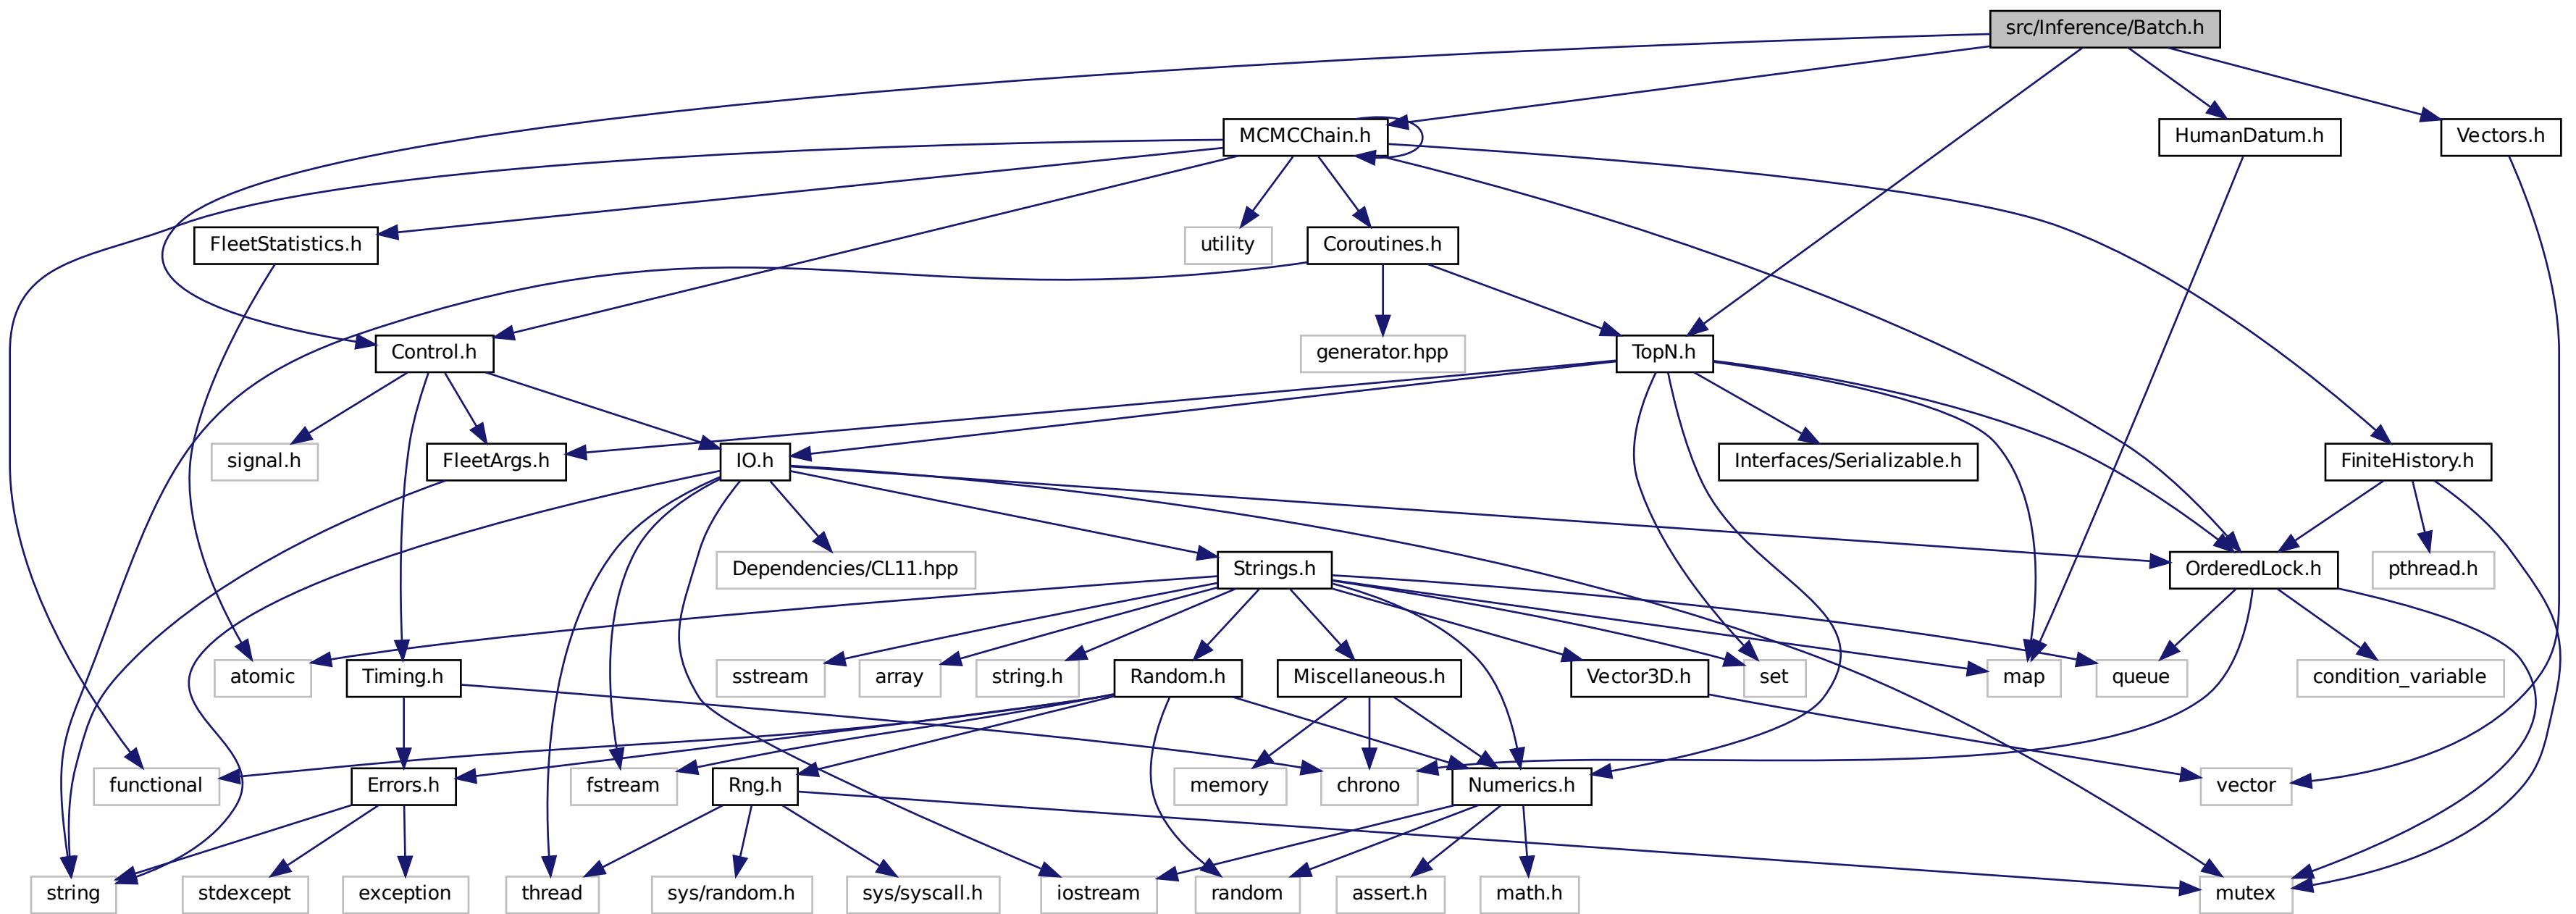 src/Inference/Batch.h
MCMCChain.h
HumanDatum.h
Vectors.h
FleetStatistics.h
utility
Coroutines.h
Control.h
generator.hpp
TopN.h
signal.h
FleetArgs.h
IO.h
Interfaces/Serializable.h
FiniteHistory.h
Dependencies/CL11.hpp
Strings.h
OrderedLock.h
pthread.h
atomic
Timing.h
sstream
array
string.h
Random.h
Miscellaneous.h
Vector3D.h
set
map
queue
condition_variable
functional
Errors.h
fstream
Rng.h
memory
chrono
Numerics.h
vector
string
stdexcept
exception
thread
sys/random.h
sys/syscall.h
iostream
random
assert.h
math.h
mutex